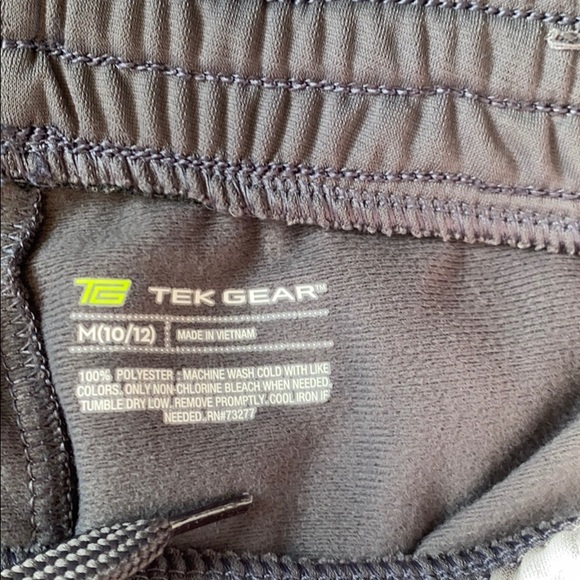 TG TEK GEAR™
M(10/12) MADE IN VIETNAM
100% POLYESTER : MACHINE WASH COLD WITH LIKE
COLORS. ONLY NON-CHLORINE BLEACH WHEN NEEDED.
TUMBLE DRY LOW. REMOVE PROMPTLY. COOL IRON IF
NEEDED. RN#73277